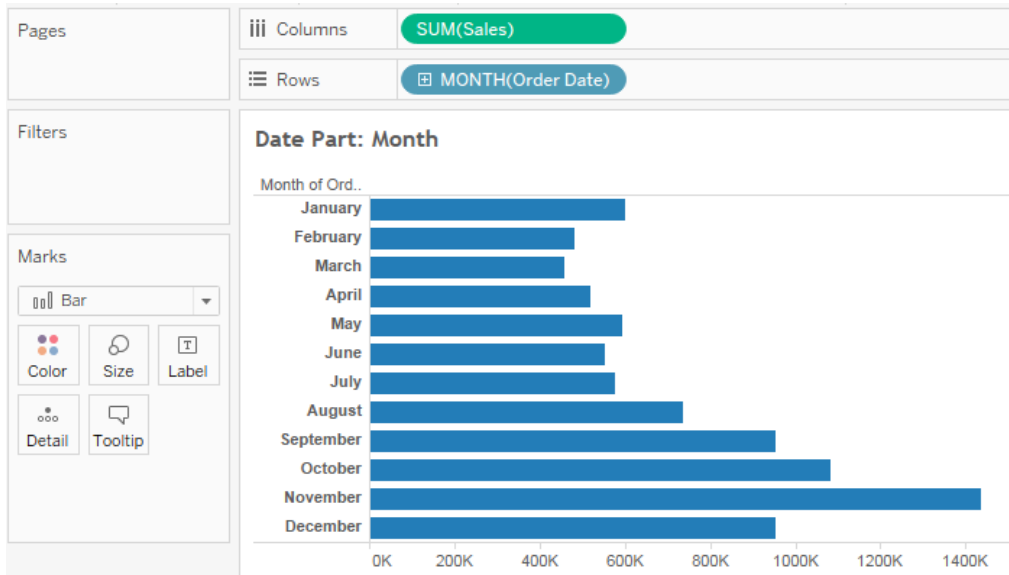 Pages
Columns
SUM(Sales)
Rows
MONTH(Order Date)
Filters
Marks
Bar
Color
Size
T
Label
Detail
Tooltip
Date Part: Month
Month of Ord..
January
February
March
April
May
June
July
August
September
October
November
December
0K 200K 400K 600K 800K 1000K 1200K 1400K